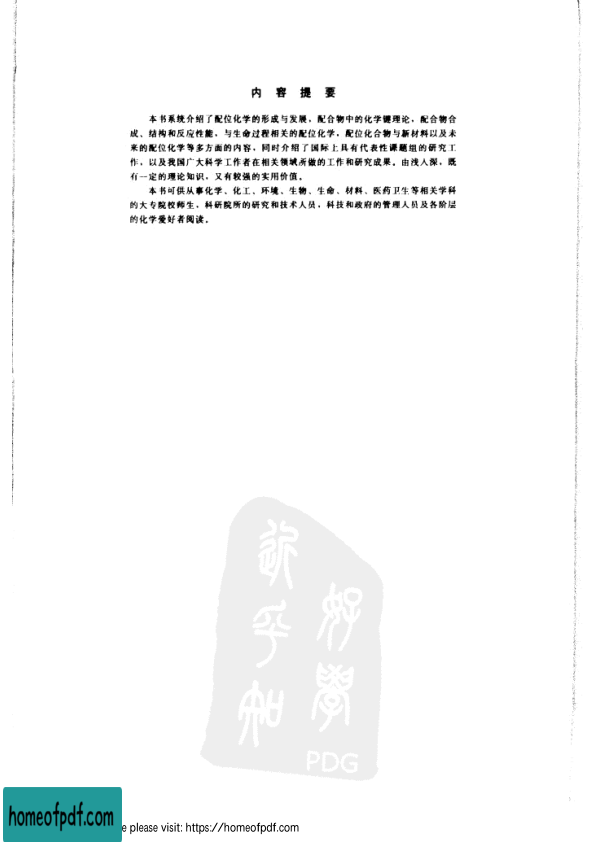 内 容 提 要
本书系统介绍了配位化学的形成与发展，配合物中的化学键理论，配合物合
成、结构和反应性能，与生命过程相关的配位化学，配位化合物与新材料以及未
来的配位化学等多方面的内容，同时介绍了国际上具有代表性课题组的研究工
作，以及我国广大科学工作者在相关领域所做的工作和研究成果。由浅入深，既
有一定的理论知识，又有较强的实用价值。
本书可供从事化学、化工、环境、生物、生命、材料、医药卫生等相关学科
的大专院校师生，科研院所的研究和技术人员，科技和政府的管理人员及各阶层
的化学爱好者阅读。
好學
近乎知
PDG
homeofpdf.com
e please visit: https://homeofpdf.com